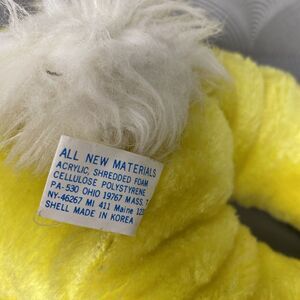 ALL NEW MATERIALS
ACRYLIC, SHREDDED FOAM
CELLULOSE POLYSTYRENE
PA-530 OHIO 19767 MASS. T
NY-46267 MI 411 Maine 122
SHELL MADE IN KOREA